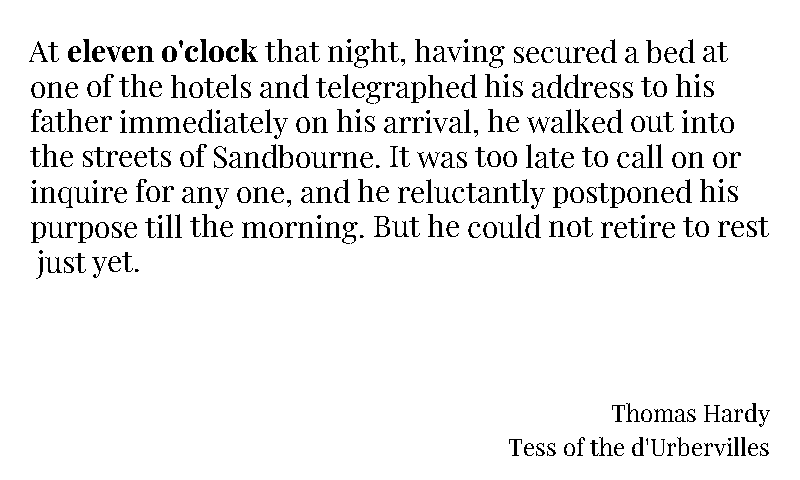 At eleven o'clock that night, having secured a bed at
one of the hotels and telegraphed his address to his
father immediately on his arrival, he walked out into
the streets of Sandbourne. It was too late to call on or
inquire for any one, and he reluctantly postponed his
purpose till the morning. But he could not retire to rest
just yet.
Thomas Hardy
Tess of the d'Urbervilles